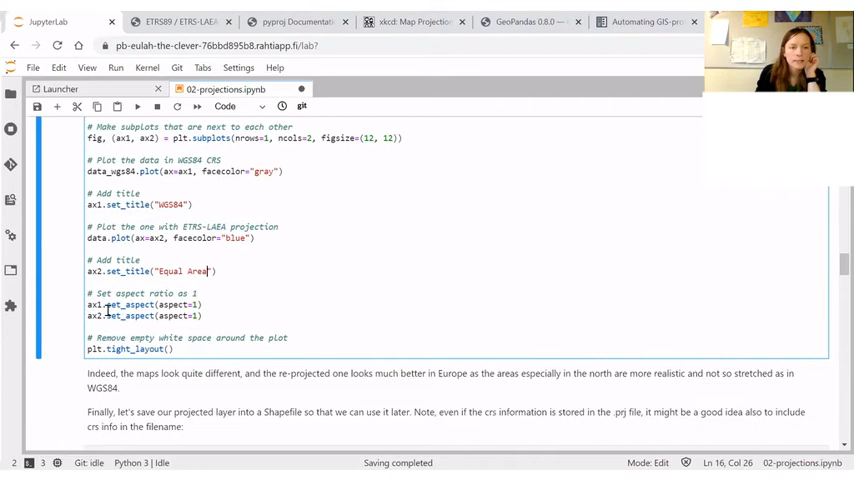 JupyterLab
ETRS89 / ETRS-LAEA
pyproj Documentati
xkcd: Map Projection
GeoPandas 0.8.0 —
Automating GIS-pro
pb-eulah-the-clever-76bbd895b8.rahtiapp.fi/lab?
File Edit View Run Kernel Git Tabs Settings Help
Launcher
02-projections.ipynb
Code
git
# Make subplots that are next to each other
fig, (ax1, ax2) = plt.subplots(nrows=1, ncols=2, figsize=(12, 12))
# Plot the data in WGS84 CRS
data_wgs84.plot(ax=ax1, facecolor="gray")
# Add title
ax1.set_title("WGS84")
# Plot the one with ETRS-LAEA projection
data.plot(ax=ax2, facecolor="blue")
# Add title
ax2.set_title("Equal Area")
# Set aspect ratio as 1
ax1.set_aspect(aspect=1)
ax2.set_aspect(aspect=1)
# Remove empty white space around the plot
plt.tight_layout()
Indeed, the maps look quite different, and the re-projected one looks much better in Europe as the areas especially in the north are more realistic and not so stretched as in
WGS84.
Finally, let's save our projected layer into a Shapefile so that we can use it later. Note, even if the crs information is stored in the .prj file, it might be a good idea also to include
crs info in the filename:
2 3 Git: idle Python 3 | Idle Saving completed Mode: Edit Ln 16, Col 26 02-projections.ipynb